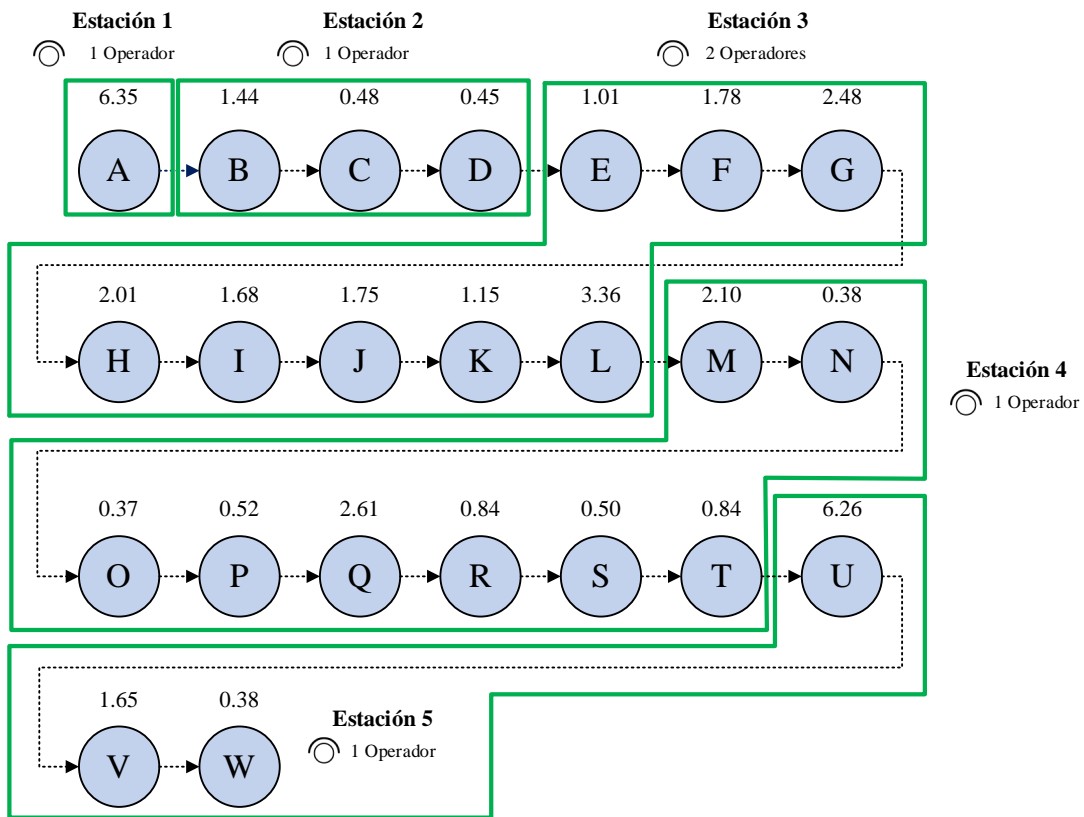 Estación 1 Estación 2 Estación 3
1 Operador 1 Operador 2 Operadores
6.35 1.44 0.48 0.45 1.01 1.78 2.48
A B C D E F G
2.01 1.68 1.75 1.15 3.36 2.10 0.38
H I J K L M N
Estación 4
1 Operador
0.37 0.52 2.61 0.84 0.50 0.84 6.26
O P Q R S T U
1.65 0.38
Estación 5
1 Operador
V W